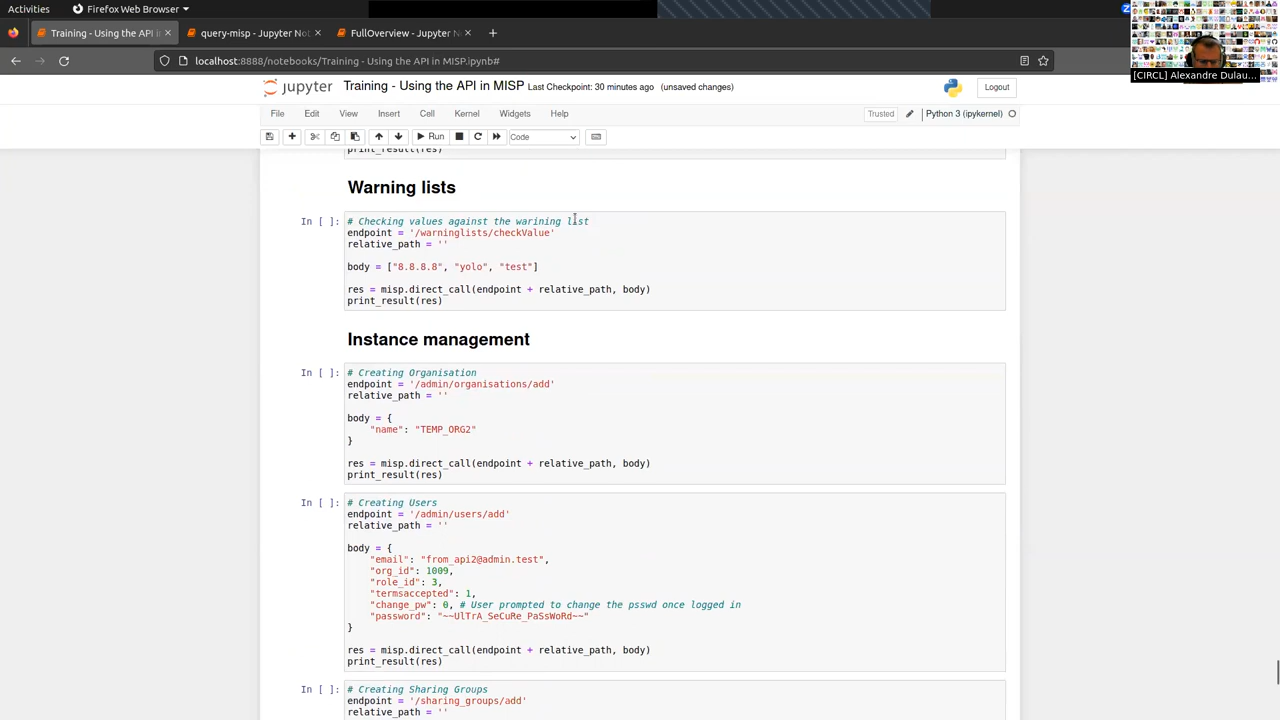 Activities
Firefox Web Browser
Training - Using the API i
query-misp - Jupyter Not
FullOverview - Jupyter
localhost:8888/notebooks/Training - Using the API in MISP.ipynb#
[CIRCL] Alexandre Dulau...
jupyter
Training - Using the API in MISP Last Checkpoint: 30 minutes ago (unsaved changes)
Logout
File Edit View Insert Cell Kernel Widgets Help
Trusted
Python 3 (ipykernel)
Run
Code
print_result(res)
Warning lists
In [ ]: # Checking values against the warining list
endpoint = '/warninglists/checkValue'
relative_path = ''
body = ["8.8.8.8", "yolo", "test"]
res = misp.direct_call(endpoint + relative_path, body)
print_result(res)
Instance management
In [ ]: # Creating Organisation
endpoint = '/admin/organisations/add'
relative_path = ''
body = {
"name": "TEMP_ORG2"
}
res = misp.direct_call(endpoint + relative_path, body)
print_result(res)
In [ ]: # Creating Users
endpoint = '/admin/users/add'
relative_path = ''
body = {
"email": "from_api2@admin.test",
"org_id": 1009,
"role_id": 3,
"termsaccepted": 1,
"change_pw": 0, # User prompted to change the psswd once logged in
"password": "~~UlTrA_SeCuRe_PaSsWoRd~~"
}
res = misp.direct_call(endpoint + relative_path, body)
print_result(res)
In [ ]: # Creating Sharing Groups
endpoint = '/sharing_groups/add'
relative_path = ''